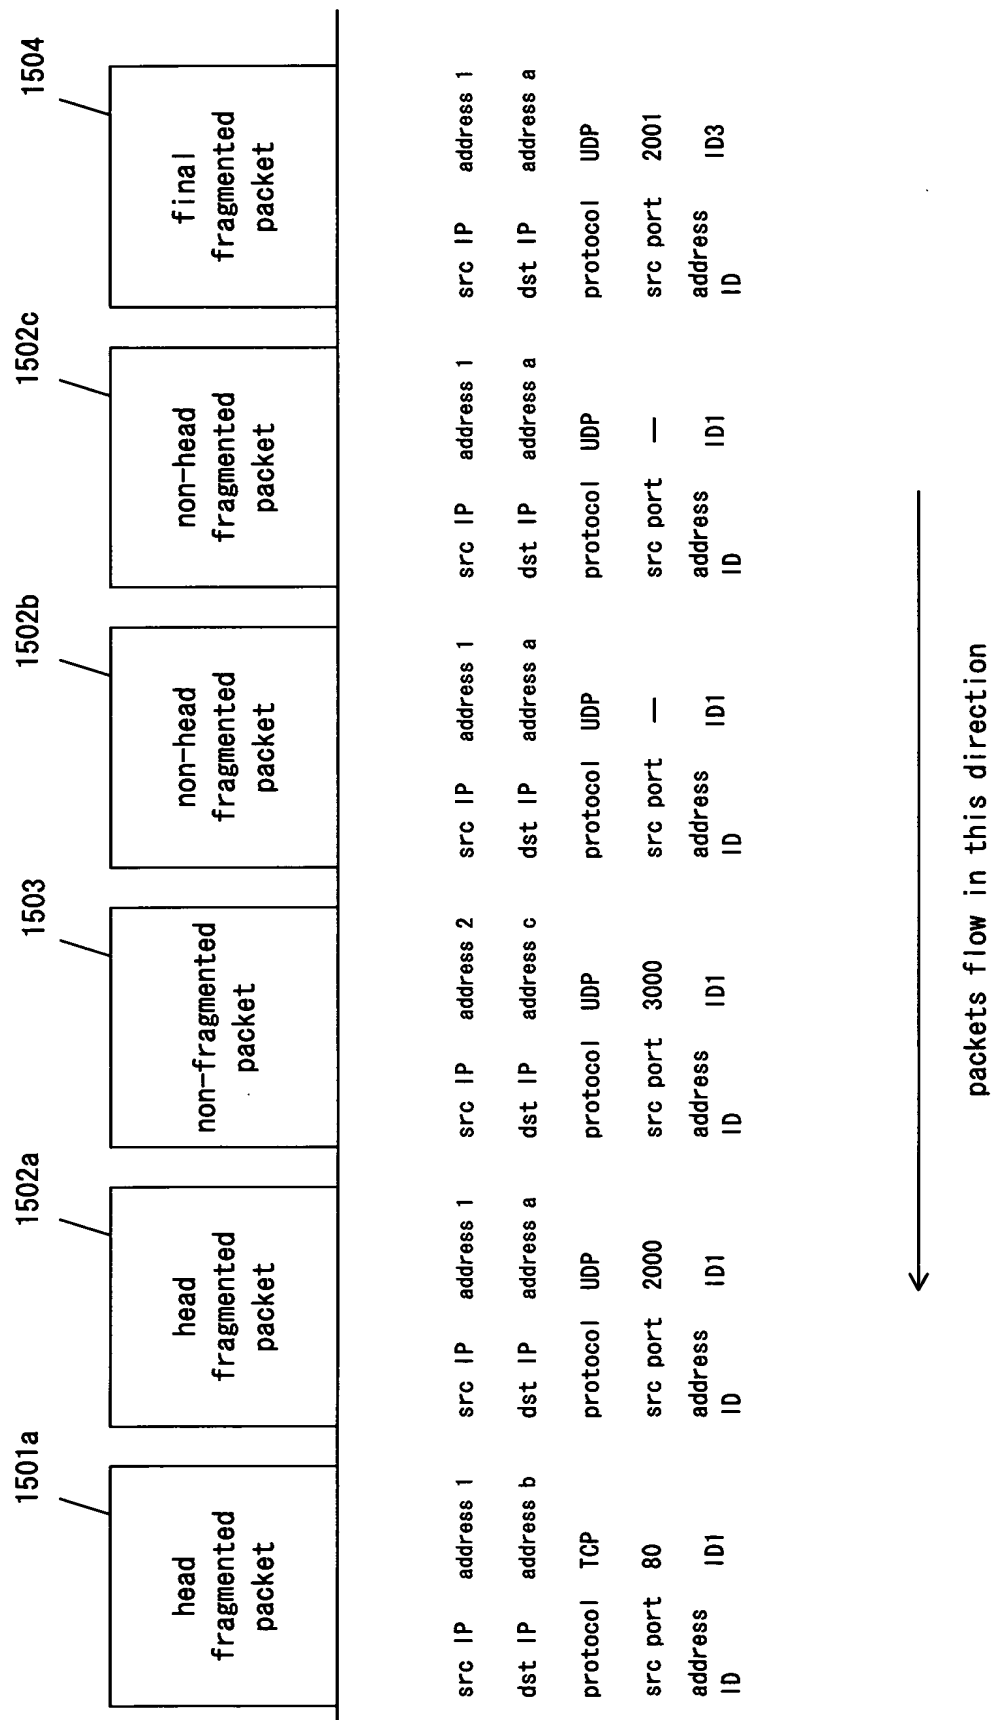 1501a
head
fragmented
packet
src IP address 1
dst IP address b
protocol TCP
src port 80
address
ID ID1
1502a
head
fragmented
packet
src IP address 1
dst IP address a
protocol UDP
src port 2000
address
ID ID1
1503
non-fragmented
packet
src IP address 2
dst IP address c
protocol UDP
src port 3000
address
ID ID1
1502b
non-head
fragmented
packet
src IP address 1
dst IP address a
protocol UDP
src port —
address
ID ID1
1502c
non-head
fragmented
packet
src IP address 1
dst IP address a
protocol UDP
src port —
address
ID ID1
1504
final
fragmented
packet
src IP address 1
dst IP address a
protocol UDP
src port 2001
address
ID ID3
packets flow in this direction